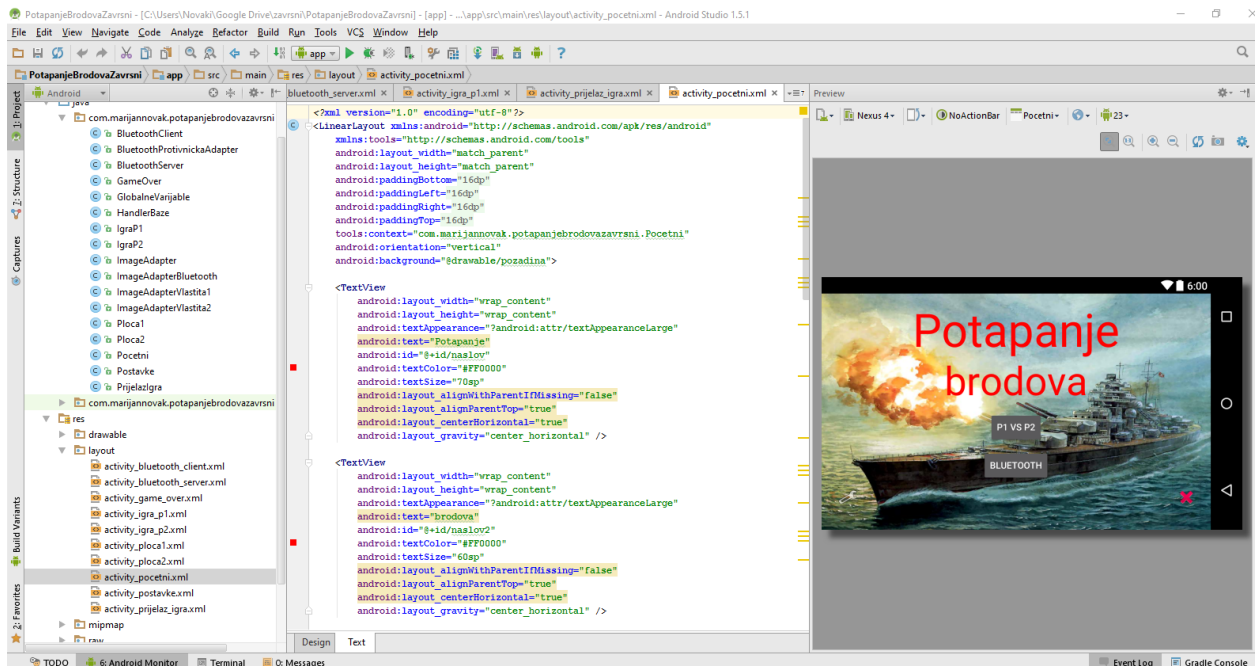 PotapanjeBrodovaZavrsni - [C:\Users\Novaki\Google Drive\zavrsni\PotapanjeBrodovaZavrsni] - [app] - ...\app\src\main\res\layout\activity_pocetni.xml - Android Studio 1.5.1
File Edit View Navigate Code Analyze Refactor Build Run Tools VCS Window Help
app
PotapanjeBrodovaZavrsni app src main res layout activity_pocetni.xml
Android
bluetooth_server.xml × activity_igra_p1.xml × activity_prijelaz_igra.xml × activity_pocetni.xml ×
Preview
1: Project
7: Structure
Captures
Build Variants
2: Favorites
java
com.marijannovak.potapanjebrodovazavrsni
BluetoothClient
BluetoothProtivnickaAdapter
BluetoothServer
GameOver
GlobalneVarijable
HandlerBaze
IgraP1
IgraP2
ImageAdapter
ImageAdapterBluetooth
ImageAdapterVlastita1
ImageAdapterVlastita2
Ploca1
Ploca2
Pocetni
Postavke
PrijelazIgra
com.marijannovak.potapanjebrodovazavrsni
res
drawable
layout
activity_bluetooth_client.xml
activity_bluetooth_server.xml
activity_game_over.xml
activity_igra_p1.xml
activity_igra_p2.xml
activity_ploca1.xml
activity_ploca2.xml
activity_pocetni.xml
activity_postavke.xml
activity_prijelaz_igra.xml
mipmap
raw
<?xml version="1.0" encoding="utf-8"?>
<LinearLayout xmlns:android="http://schemas.android.com/apk/res/android"
xmlns:tools="http://schemas.android.com/tools"
android:layout_width="match_parent"
android:layout_height="match_parent"
android:paddingBottom="16dp"
android:paddingLeft="16dp"
android:paddingRight="16dp"
android:paddingTop="16dp"
tools:context="com.marijannovak.potapanjebrodovazavrsni.Pocetni"
android:orientation="vertical"
android:background="@drawable/pozadina">
<TextView
android:layout_width="wrap_content"
android:layout_height="wrap_content"
android:textAppearance="?android:attr/textAppearanceLarge"
android:text="Potapanje"
android:id="@+id/naslov"
android:textColor="#FF0000"
android:textSize="70sp"
android:layout_alignWithParentIfMissing="false"
android:layout_alignParentTop="true"
android:layout_centerHorizontal="true"
android:layout_gravity="center_horizontal" />
<TextView
android:layout_width="wrap_content"
android:layout_height="wrap_content"
android:textAppearance="?android:attr/textAppearanceLarge"
android:text="brodova"
android:id="@+id/naslov2"
android:textColor="#FF0000"
android:textSize="60sp"
android:layout_alignWithParentIfMissing="false"
android:layout_alignParentTop="true"
android:layout_centerHorizontal="true"
android:layout_gravity="center_horizontal" />
Design Text
Nexus 4 NoActionBar Pocetni 23
6:00
Potapanje
brodova
P1 VS P2
BLUETOOTH
TODO 6: Android Monitor Terminal 0: Messages Event Log Gradle Console